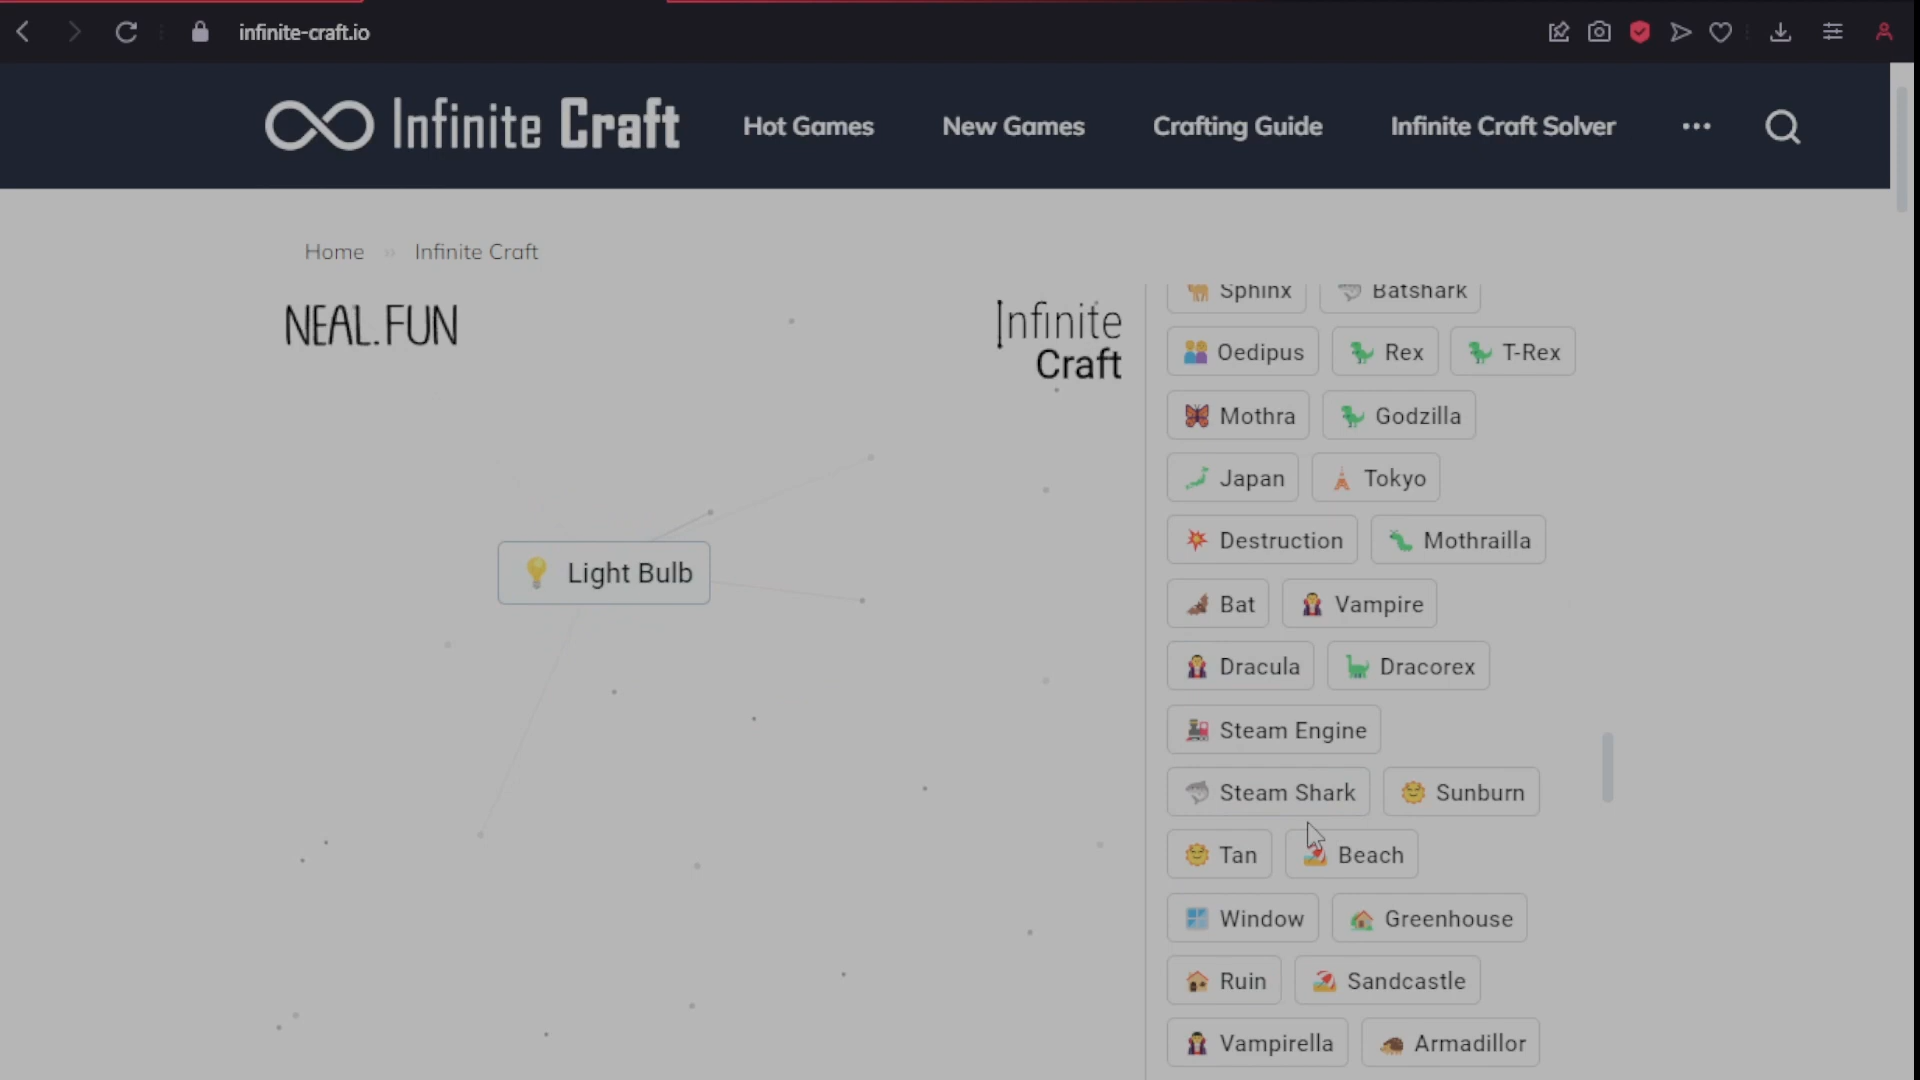 infinite-craft.io
Infinite Craft
Hot Games
New Games
Crafting Guide
Infinite Craft Solver
Home » Infinite Craft
NEAL.FUN
Infinite
Craft
Light Bulb
Sphinx Batshark
Oedipus Rex T-Rex
Mothra Godzilla
Japan Tokyo
Destruction Mothrailla
Bat Vampire
Dracula Dracorex
Steam Engine
Steam Shark Sunburn
Tan Beach
Window Greenhouse
Ruin Sandcastle
Vampirella Armadillor